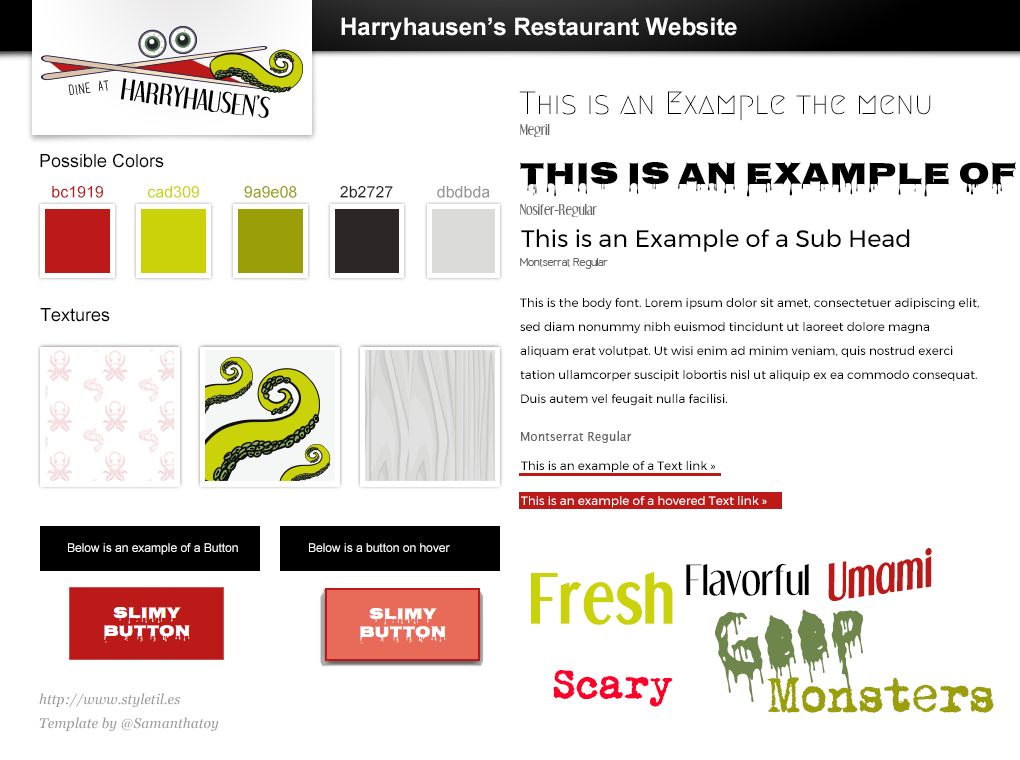 Harryhausen's Restaurant Website
DINE AT HARRYHAUSEN'S
Possible Colors
bc1919 cad309 9a9e08 2b2727 dbdbda
Textures
Below is an example of a Button
Below is a button on hover
SLIMY
BUTTON
SLIMY
BUTTON
http://www.styletil.es
Template by @Samanthatoy
This is an Example the menu
Megril
THIS IS AN EXAMPLE OF
Nosifer-Regular
This is an Example of a Sub Head
Montserrat Regular
This is the body font. Lorem ipsum dolor sit amet, consectetuer adipiscing elit,
sed diam nonummy nibh euismod tincidunt ut laoreet dolore magna
aliquam erat volutpat. Ut wisi enim ad minim veniam, quis nostrud exerci
tation ullamcorper suscipit lobortis nisl ut aliquip ex ea commodo consequat.
Duis autem vel feugait nulla facilisi.
Montserrat Regular
This is an example of a Text link »
This is an example of a hovered Text link »
Fresh Flavorful Umami
Goop
Scary
Monsters